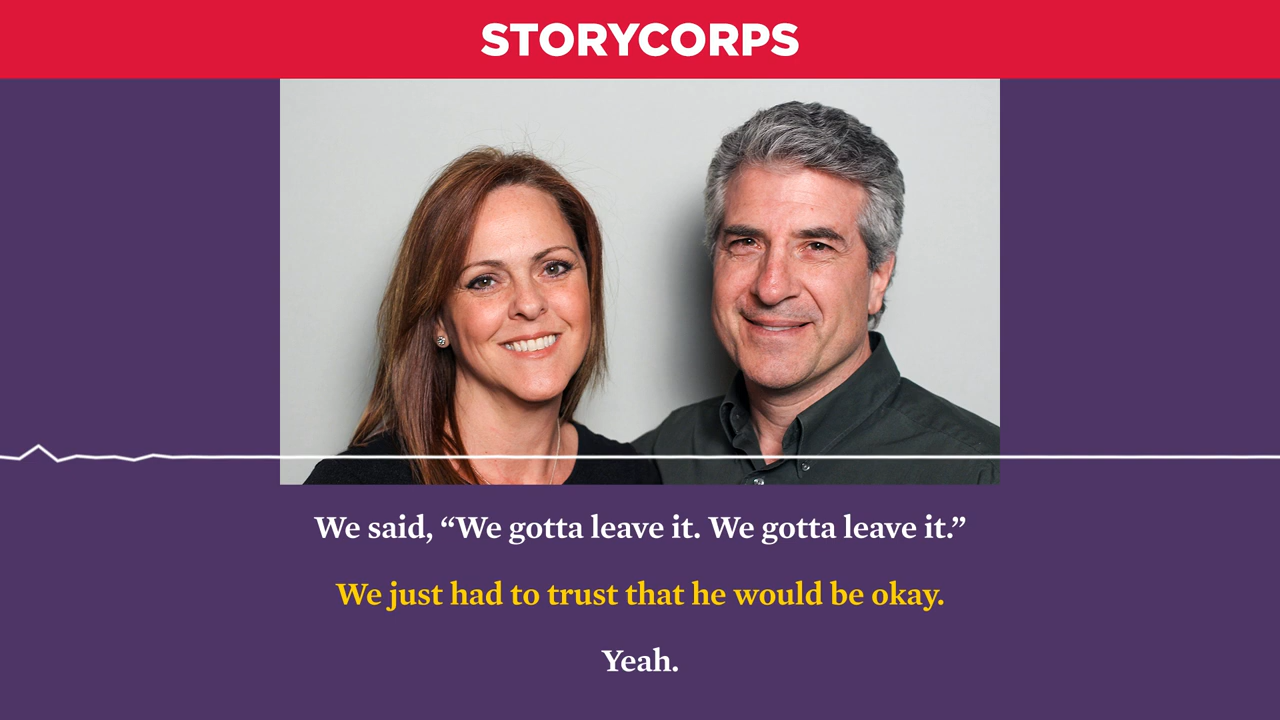 STORYCORPS
We said, “We gotta leave it. We gotta leave it.”
We just had to trust that he would be okay.
Yeah.